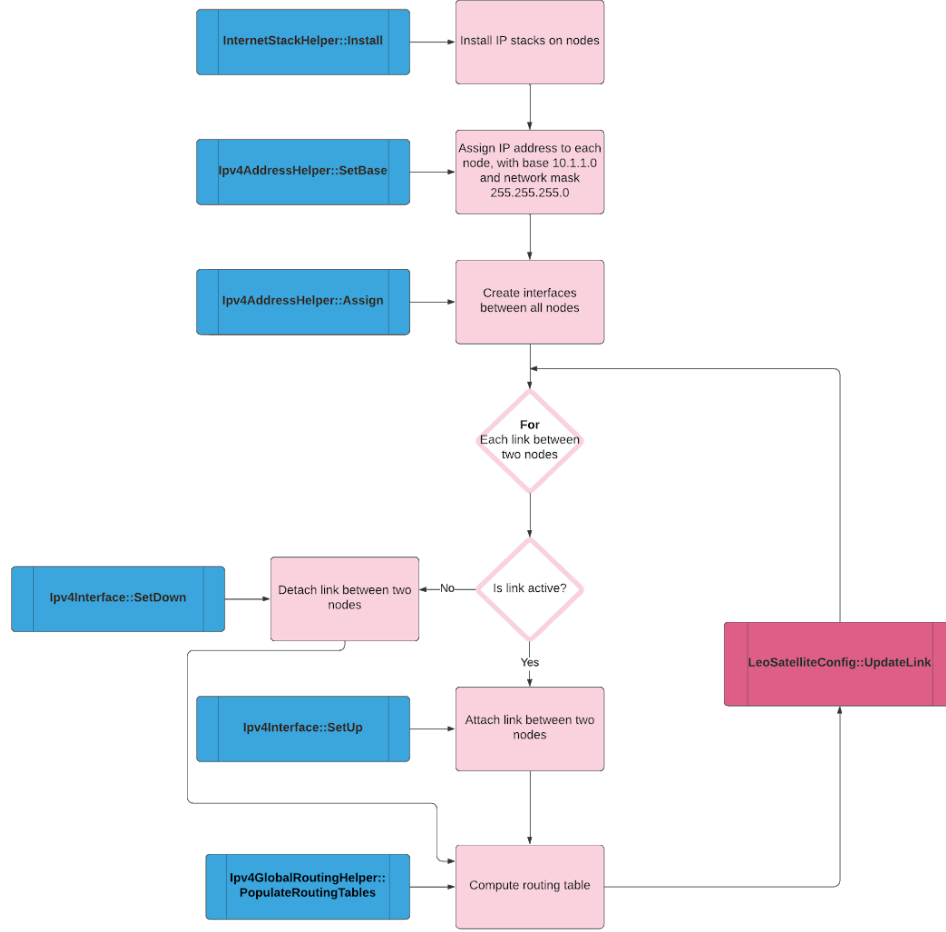 InternetStackHelper::Install
Install IP stacks on nodes
Ipv4AddressHelper::SetBase
Assign IP address to each
node, with base 10.1.1.0
and network mask
255.255.255.0
Ipv4AddressHelper::Assign
Create interfaces
between all nodes
For
Each link between
two nodes
Is link active?
No
Detach link between two
nodes
Ipv4Interface::SetDown
Yes
LeoSatelliteConfig::UpdateLink
Ipv4Interface::SetUp
Attach link between two
nodes
Ipv4GlobalRoutingHelper::
PopulateRoutingTables
Compute routing table